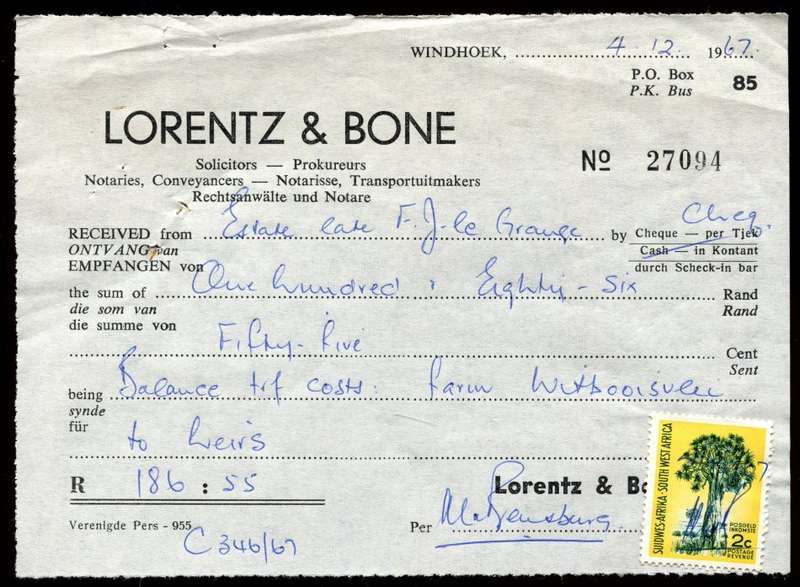 WINDHOEK, 4.12. 1967.
P.O. Box
P.K. Bus 85
LORENTZ & BONE
Solicitors — Prokureurs
Notaries, Conveyancers — Notarisse, Transportuitmakers
Rechtsanwälte und Notare
No 27094
RECEIVED from Estate late F. J. le Grange by Cheq.
ONTVANG van
EMPFANGEN von
Cheque — per Tjek
Cash — in Kontant
durch Scheck-in bar
the sum of One hundred & Eighty-Six Rand
die som van Rand
die summe von
Fifty-five Cent
Sent
being Balance trf costs: farm Witbooisvlei
synde
für
to heirs
R 186:55
Lorentz & Bo
Verenigde Pers - 955
Per
C346/67
SUIDWES-AFRIKA·SOUTH WEST AFRICA
POSGELD
INKOMSTE
2c
POSTAGE
REVENUE